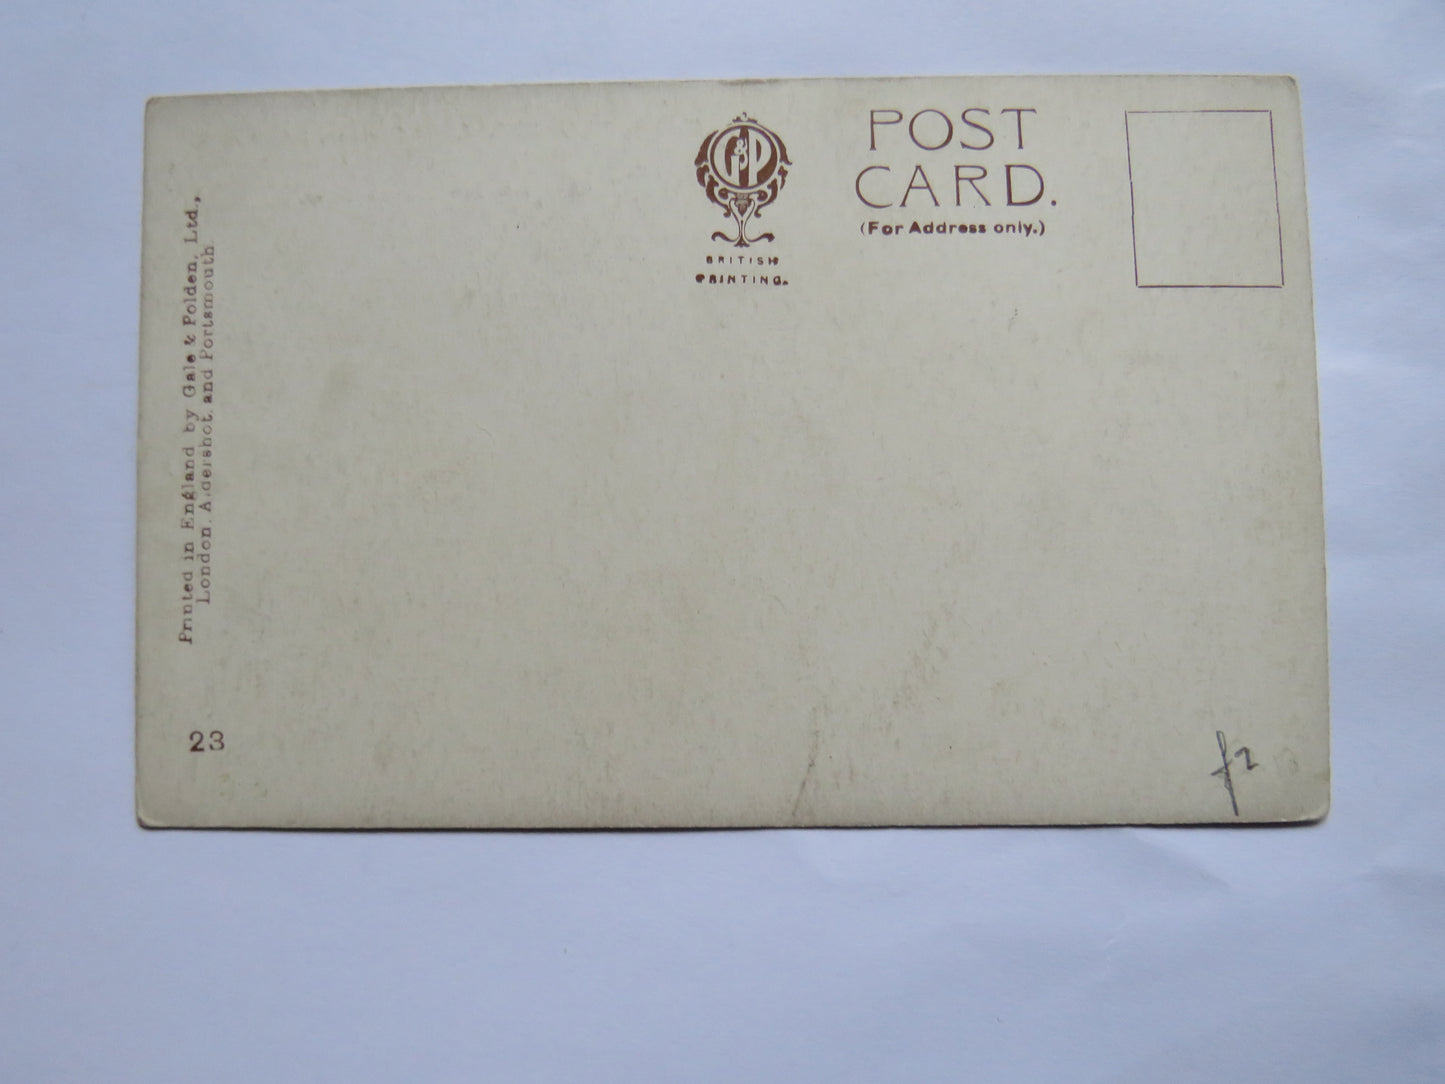 G&P
BRITISH
PRINTING.
POST
CARD.
(For Address only.)
Printed in England by Gale & Polden, Ltd.,
London, Aldershot, and Portsmouth
23
£2